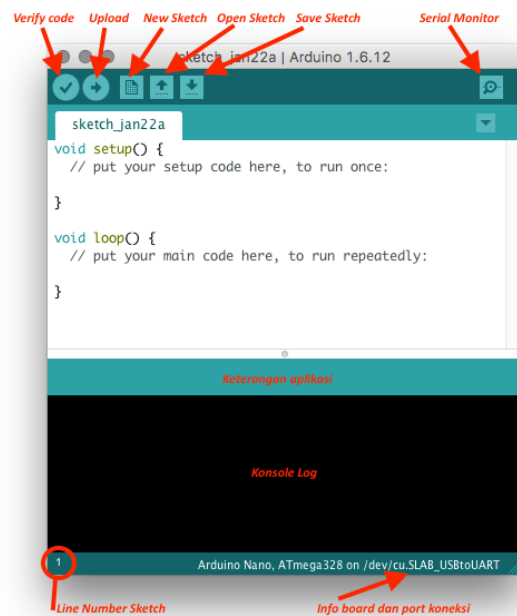 Verify code Upload New Sketch Open Sketch Save Sketch Serial Monitor
sketch_jan22a | Arduino 1.6.12
sketch_jan22a
void setup() {
// put your setup code here, to run once:
}
void loop() {
// put your main code here, to run repeatedly:
}
Keterangan aplikasi
Konsole Log
1
Arduino Nano, ATmega328 on /dev/cu.SLAB_USBtoUART
Line Number Sketch
Info board dan port koneksi